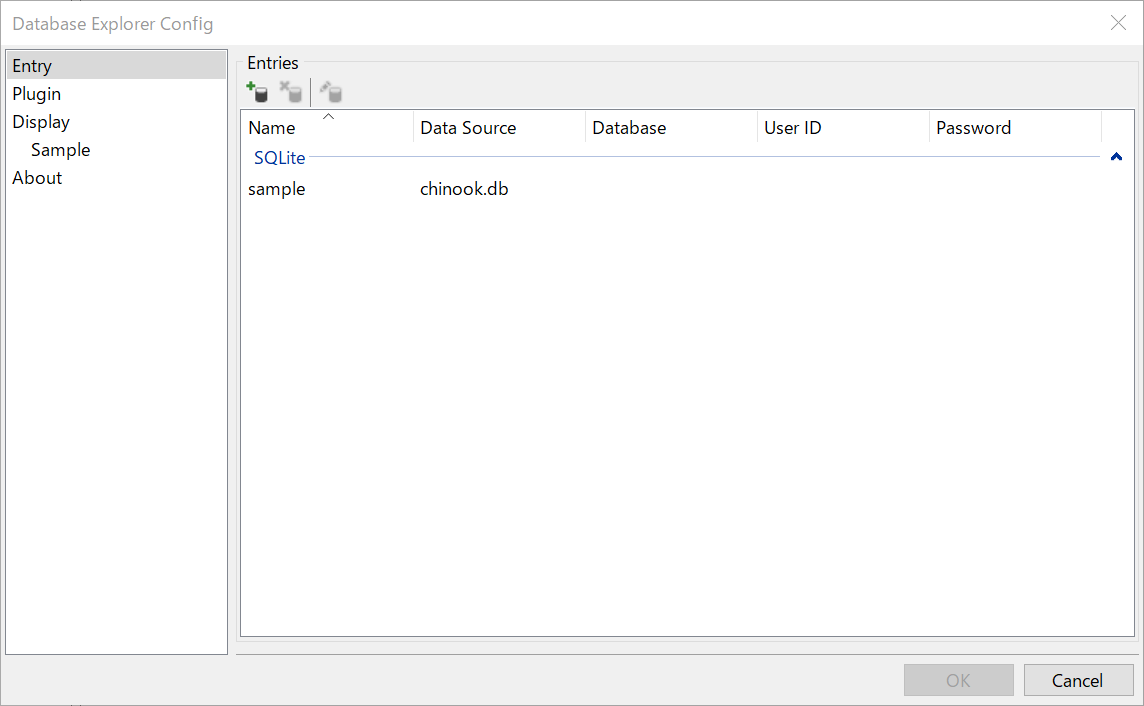 Database Explorer Config
Entry
Plugin
Display
Sample
About
Entries
Name Data Source Database User ID Password
SQLite
sample chinook.db
OK Cancel